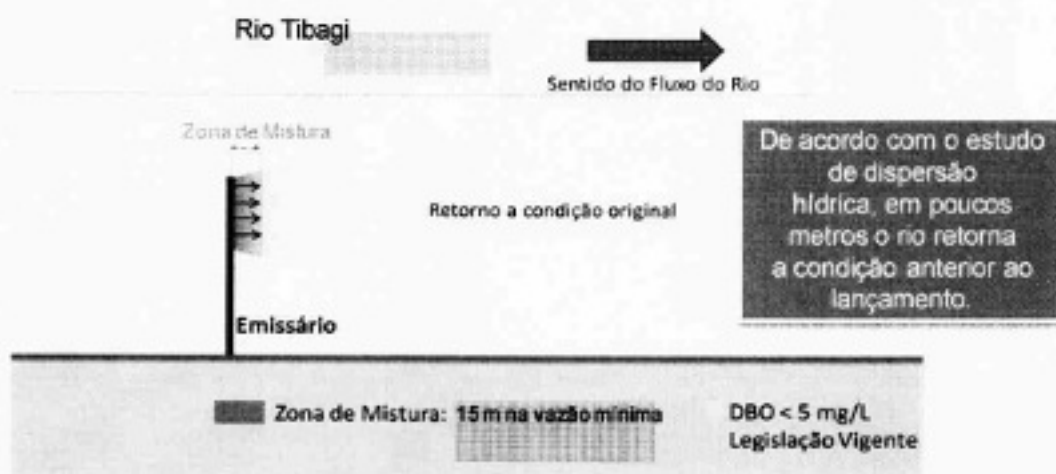 Rio Tibagi
Sentido do Fluxo do Rio
Zona de Mistura
Retorno a condição original
De acordo com o estudo
de dispersão
hídrica, em poucos
metros o rio retorna
a condição anterior ao
lançamento.
Emissário
Zona de Mistura: 15 m na vazão mínima
DBO < 5 mg/L
Legislação Vigente